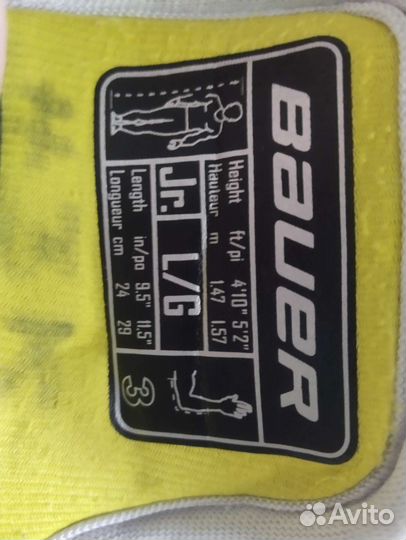 BAUER
Height ft/pi 4'10" 5'2"
Hauteur m 1.47 1.57
Jr. L/G
Length in/po 9.5" 11.5"
Longueur cm 24 29
3
Avito